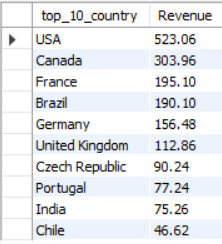 top_10_country Revenue
USA 523.06
Canada 303.96
France 195.10
Brazil 190.10
Germany 156.48
United Kingdom 112.86
Czech Republic 90.24
Portugal 77.24
India 75.26
Chile 46.62